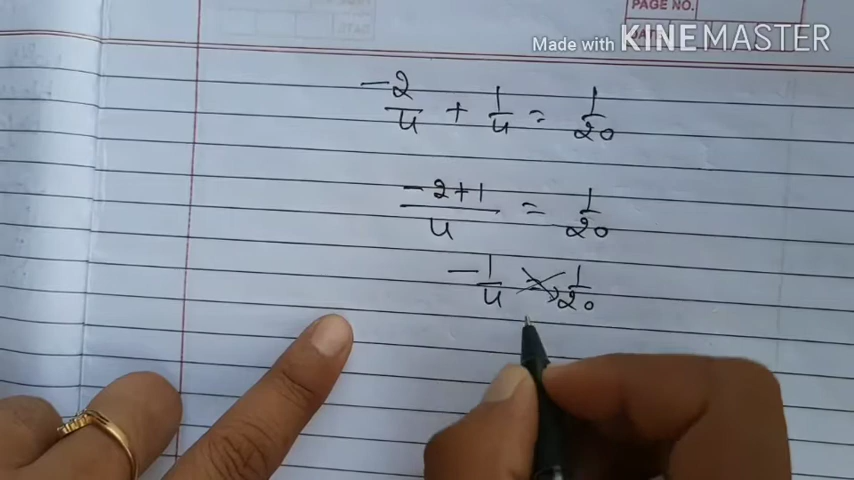 PAGE NO.
Made with KINEMASTER
-2/u + 1/u = 1/20
-2+1/u = 1/20
-1/u = 1/20